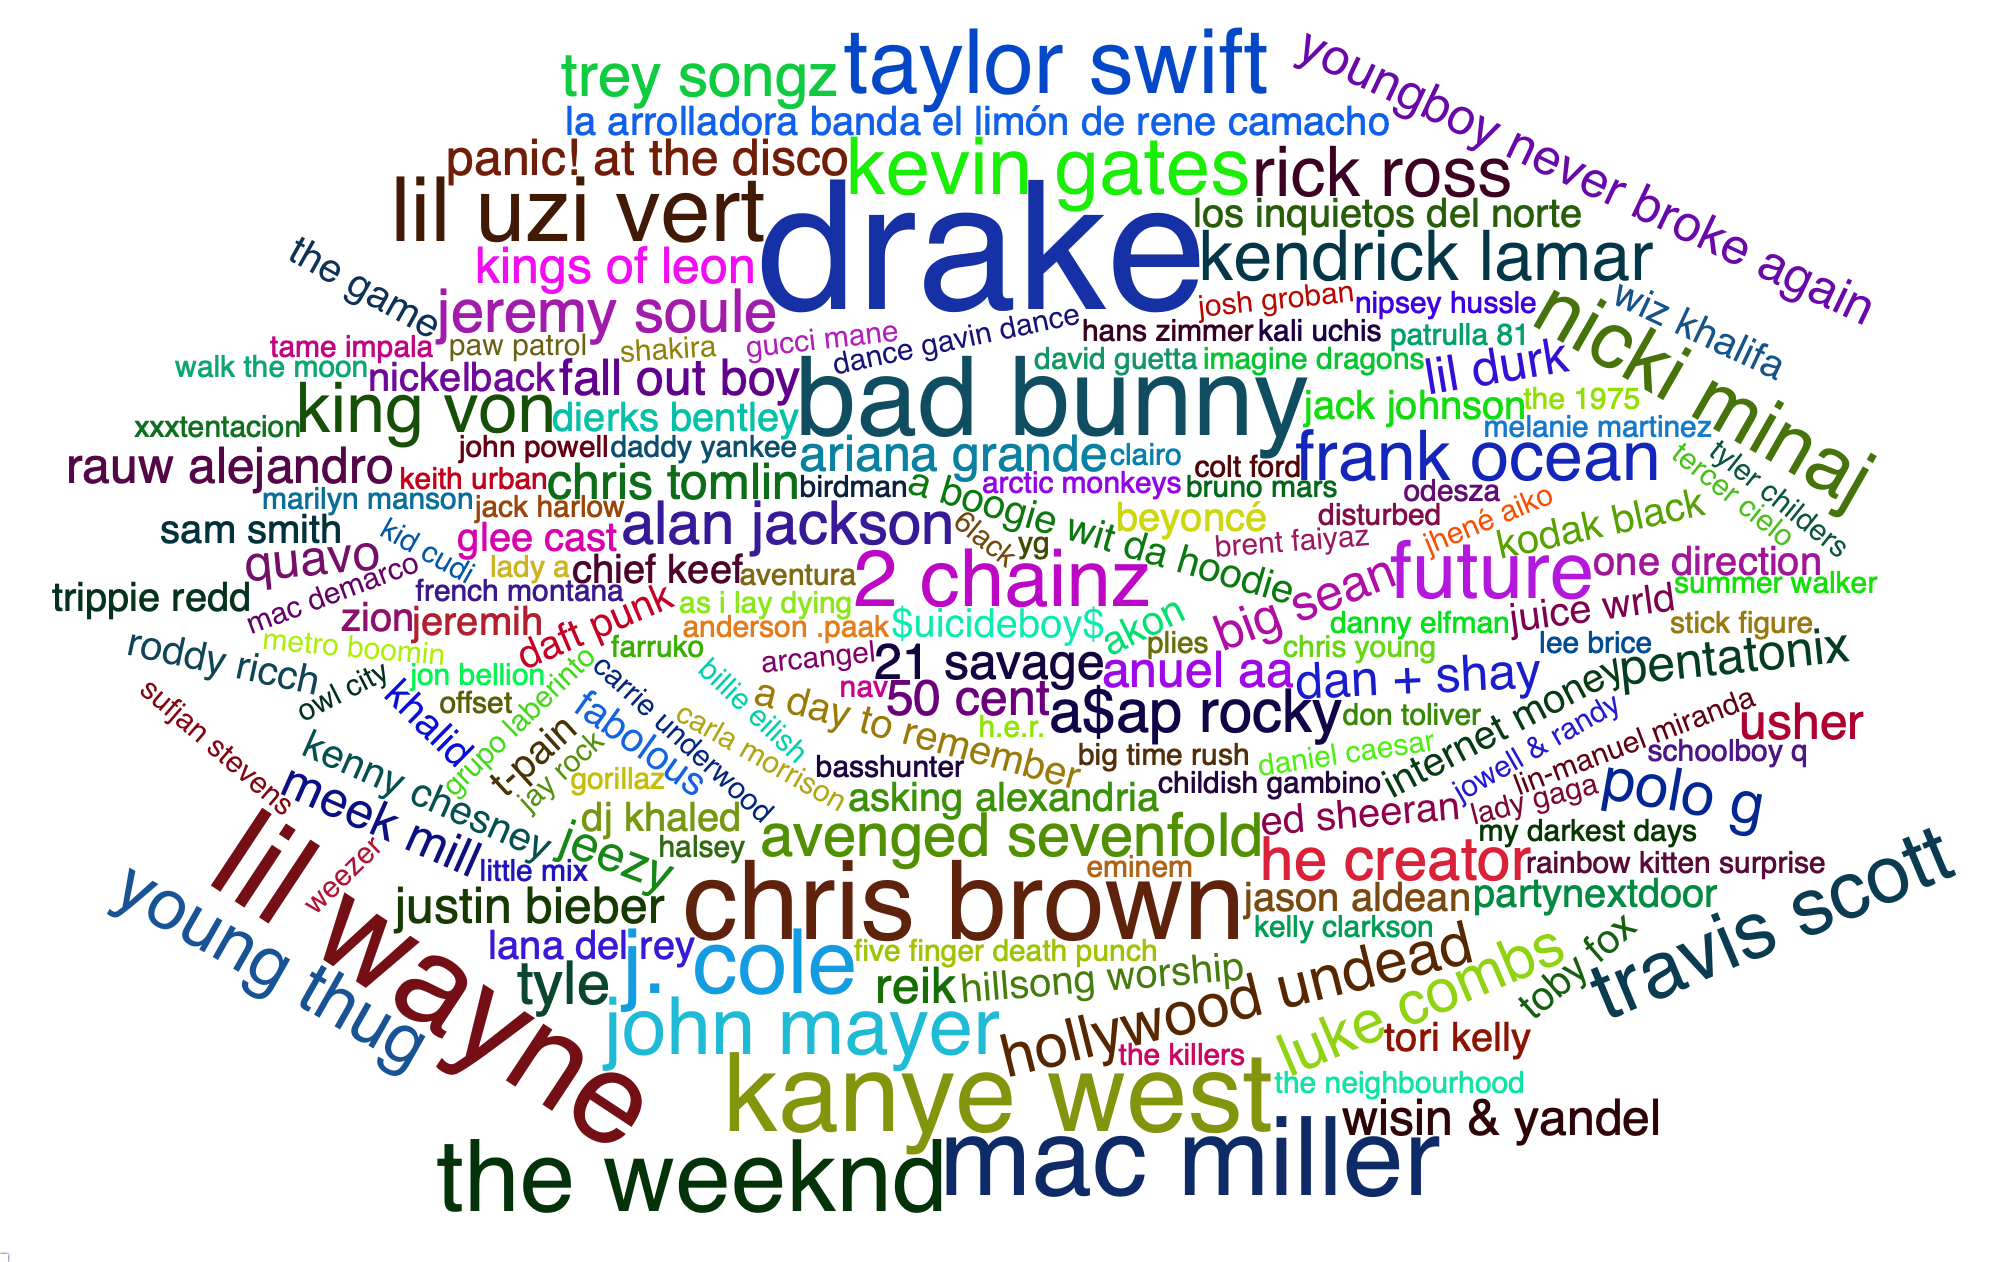 taylor swift
trey songz
youngboy never broke again
la arrolladora banda el limón de rene camacho
panic! at the disco
kevin gates
rick ross
lil uzi vert
drake
los inquietos del norte
kendrick lamar
kings of leon
the game
jeremy soule
josh groban
nipsey hussle
nicki minaj
wiz khalifa
gucci mane
dance gavin dance
hans zimmer
kali uchis
patrulla 81
tame impala
paw patrol
shakira
walk the moon
nickelback
fall out boy
bad bunny
david guetta
imagine dragons
lil durk
king von
dierks bentley
jack johnson
the 1975
xxxtentacion
john powell
daddy yankee
ariana grande
clairo
melanie martinez
frank ocean
colt ford
rauw alejandro
keith urban
chris tomlin
birdman
a boogie wit da hoodie
arctic monkeys
bruno mars
odesza
tercer cielo
tyler childers
marilyn manson
jack harlow
sam smith
kid cudi
glee cast
alan jackson
6lack
yg
beyoncé
disturbed
brent faiyaz
jhené aiko
kodak black
quavo
mac demarco
lady a
chief keef
aventura
2 chainz
future
one direction
trippie redd
french montana
as i lay dying
big sean
juice wrld
summer walker
zion
jeremih
daft punk
anderson .paak
$uicideboy$
akon
danny elfman
stick figure
roddy ricch
metro boomin
farruko
arcangel
21 savage
plies
chris young
lee brice
pentatonix
owl city
jon bellion
grupo laberinto
carrie underwood
billie eilish
nav
50 cent
anuel aa
dan + shay
internet money
sufjan stevens
khalid
offset
fabolous
carla morrison
a day to remember
h.e.r.
a$ap rocky
don toliver
jowell & randy
lin-manuel miranda
usher
kenny chesney
t-pain
jay rock
gorillaz
basshunter
big time rush
daniel caesar
childish gambino
schoolboy q
meek mill
dj khaled
asking alexandria
ed sheeran
lady gaga
polo g
lil wayne
weezer
jeezy
halsey
avenged sevenfold
my darkest days
little mix
eminem
he creator
rainbow kitten surprise
travis scott
young thug
justin bieber
chris brown
jason aldean
partynextdoor
kelly clarkson
lana del rey
five finger death punch
tyle
j. cole
reik
hillsong worship
hollywood undead
luke combs
toby fox
john mayer
the killers
tori kelly
kanye west
the neighbourhood
wisin & yandel
the weeknd
mac miller